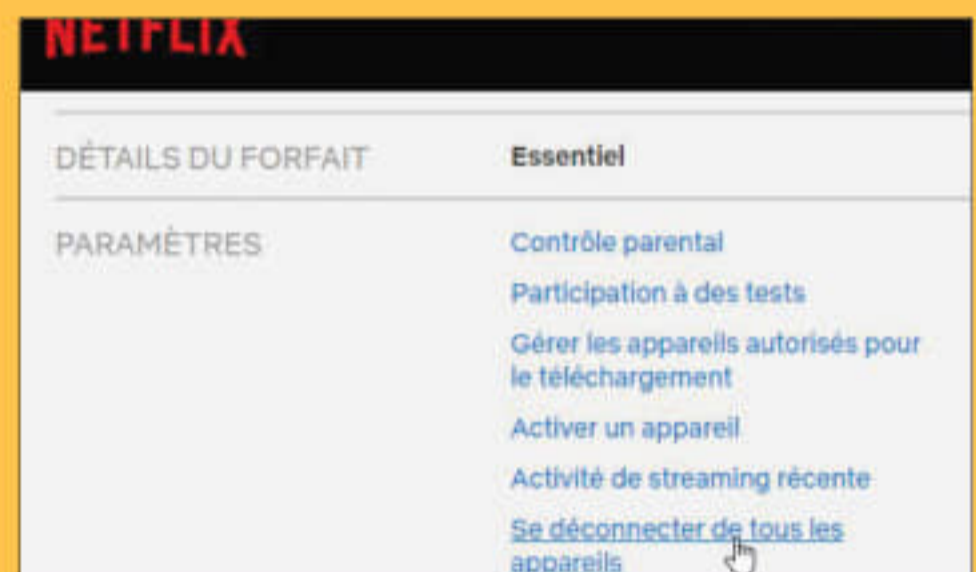 NETFLIX
DÉTAILS DU FORFAIT Essentiel
PARAMÈTRES Contrôle parental
Participation à des tests
Gérer les appareils autorisés pour
le téléchargement
Activer un appareil
Activité de streaming récente
Se déconnecter de tous les
appareils